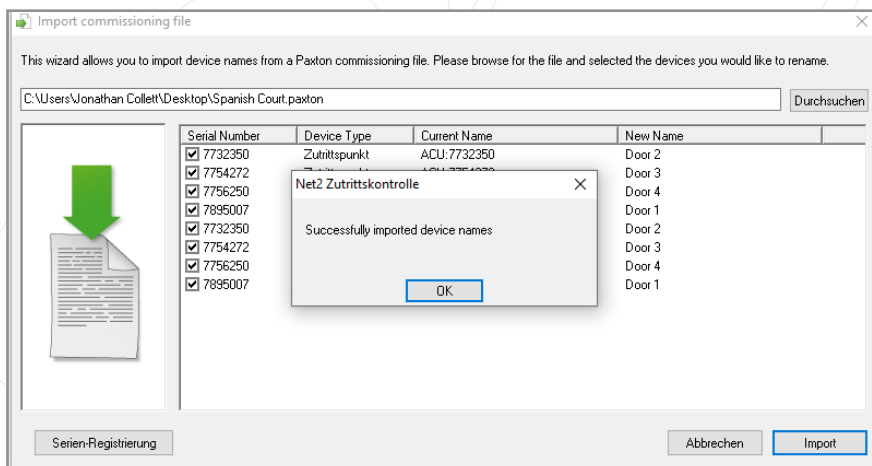 Import commissioning file
This wizard allows you to import device names from a Paxton commissioning file. Please browse for the file and selected the devices you would like to rename.
C:\Users\Jonathan Collett\Desktop\Spanish Court.paxton
Durchsuchen
Serial Number Device Type Current Name New Name
7732350 Zutrittspunkt ACU:7732350 Door 2
7754272 Door 3
7756250 Door 4
7895007 Door 1
7732350 Door 2
7754272 Door 3
7756250 Door 4
7895007 Door 1
Net2 Zutrittskontrolle
Successfully imported device names
OK
Serien-Registrierung
Abbrechen
Import